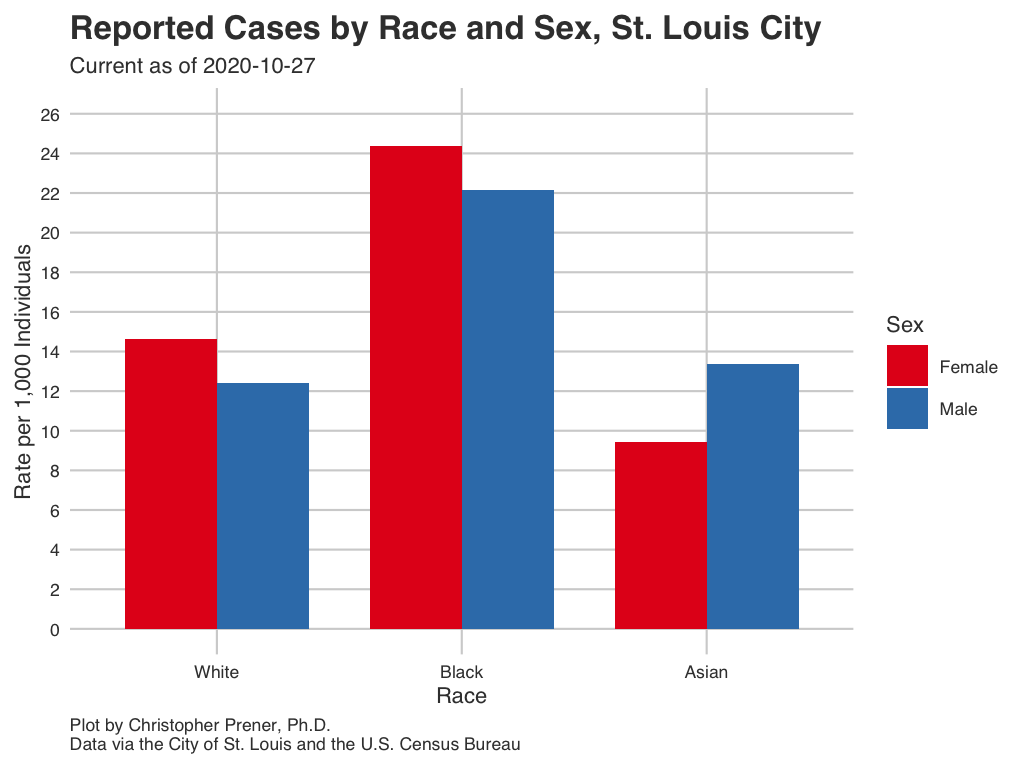 Reported Cases by Race and Sex, St. Louis City
Current as of 2020-10-27
26
24
22
20
18
16
14
12
10
8
6
4
2
0
Rate per 1,000 Individuals
White
Black
Asian
Race
Sex
Female
Male
Plot by Christopher Prener, Ph.D.
Data via the City of St. Louis and the U.S. Census Bureau